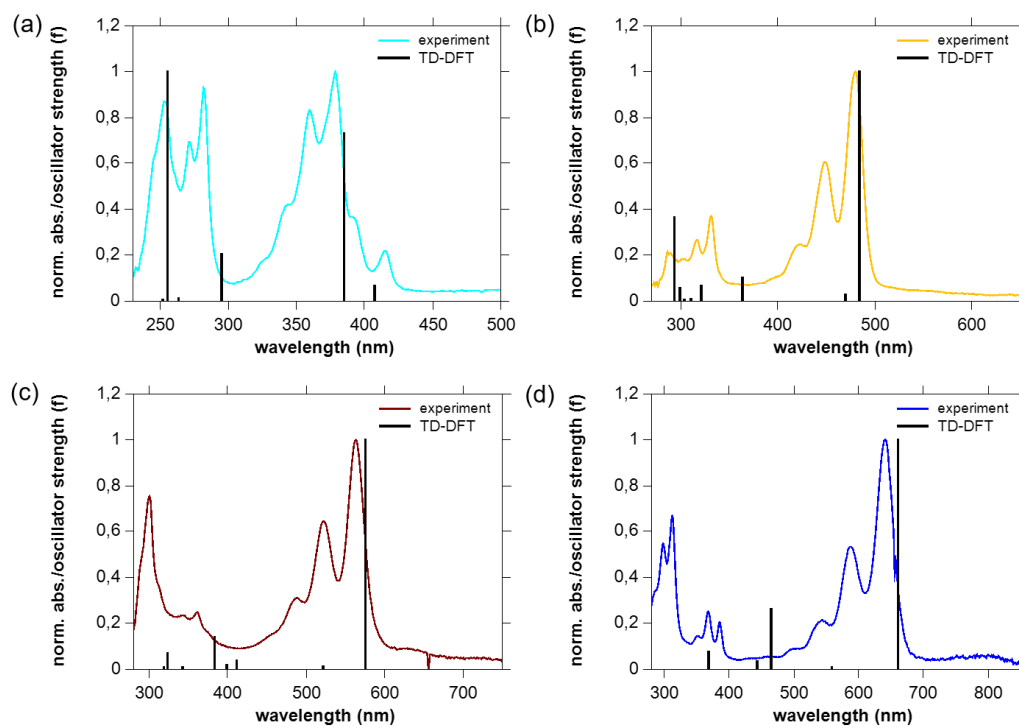 (a)
norm. abs./oscillator strength (f)
1,2
1
0,8
0,6
0,4
0,2
0
experiment
TD-DFT
250 300 350 400 450 500
wavelength (nm)
(b)
norm. abs./oscillator strength (f)
1,2
1
0,8
0,6
0,4
0,2
0
experiment
TD-DFT
300 400 500 600
wavelength (nm)
(c)
norm. abs./oscillator strength (f)
1,2
1
0,8
0,6
0,4
0,2
0
experiment
TD-DFT
300 400 500 600 700
wavelength (nm)
(d)
norm. abs./oscillator strength (f)
1,2
1
0,8
0,6
0,4
0,2
0
experiment
TD-DFT
300 400 500 600 700 800
wavelength (nm)